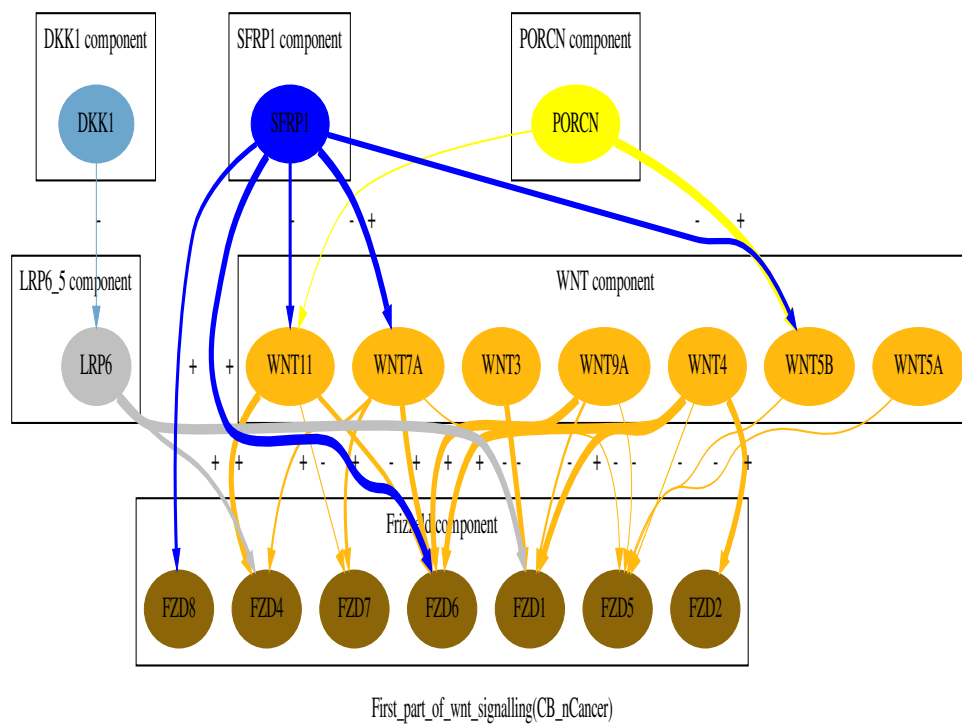 DKK1 component SFRP1 component PORCN component
DKK1 SFRP1 PORCN
- - - + - +
LRP6_5 component WNT component
LRP6 + + WNT11 WNT7A WNT3 WNT9A WNT4 WNT5B WNT5A
+ + + - + - + + + - - - + - - - - +
Frizzeld component
FZD8 FZD4 FZD7 FZD6 FZD1 FZD5 FZD2
First_part_of_wnt_signalling(CB_nCancer)